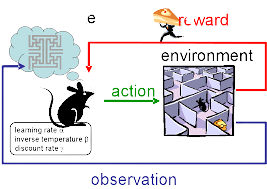 e
reward
environment
action
learning rate α
inverse temperature β
discount rate γ
observation